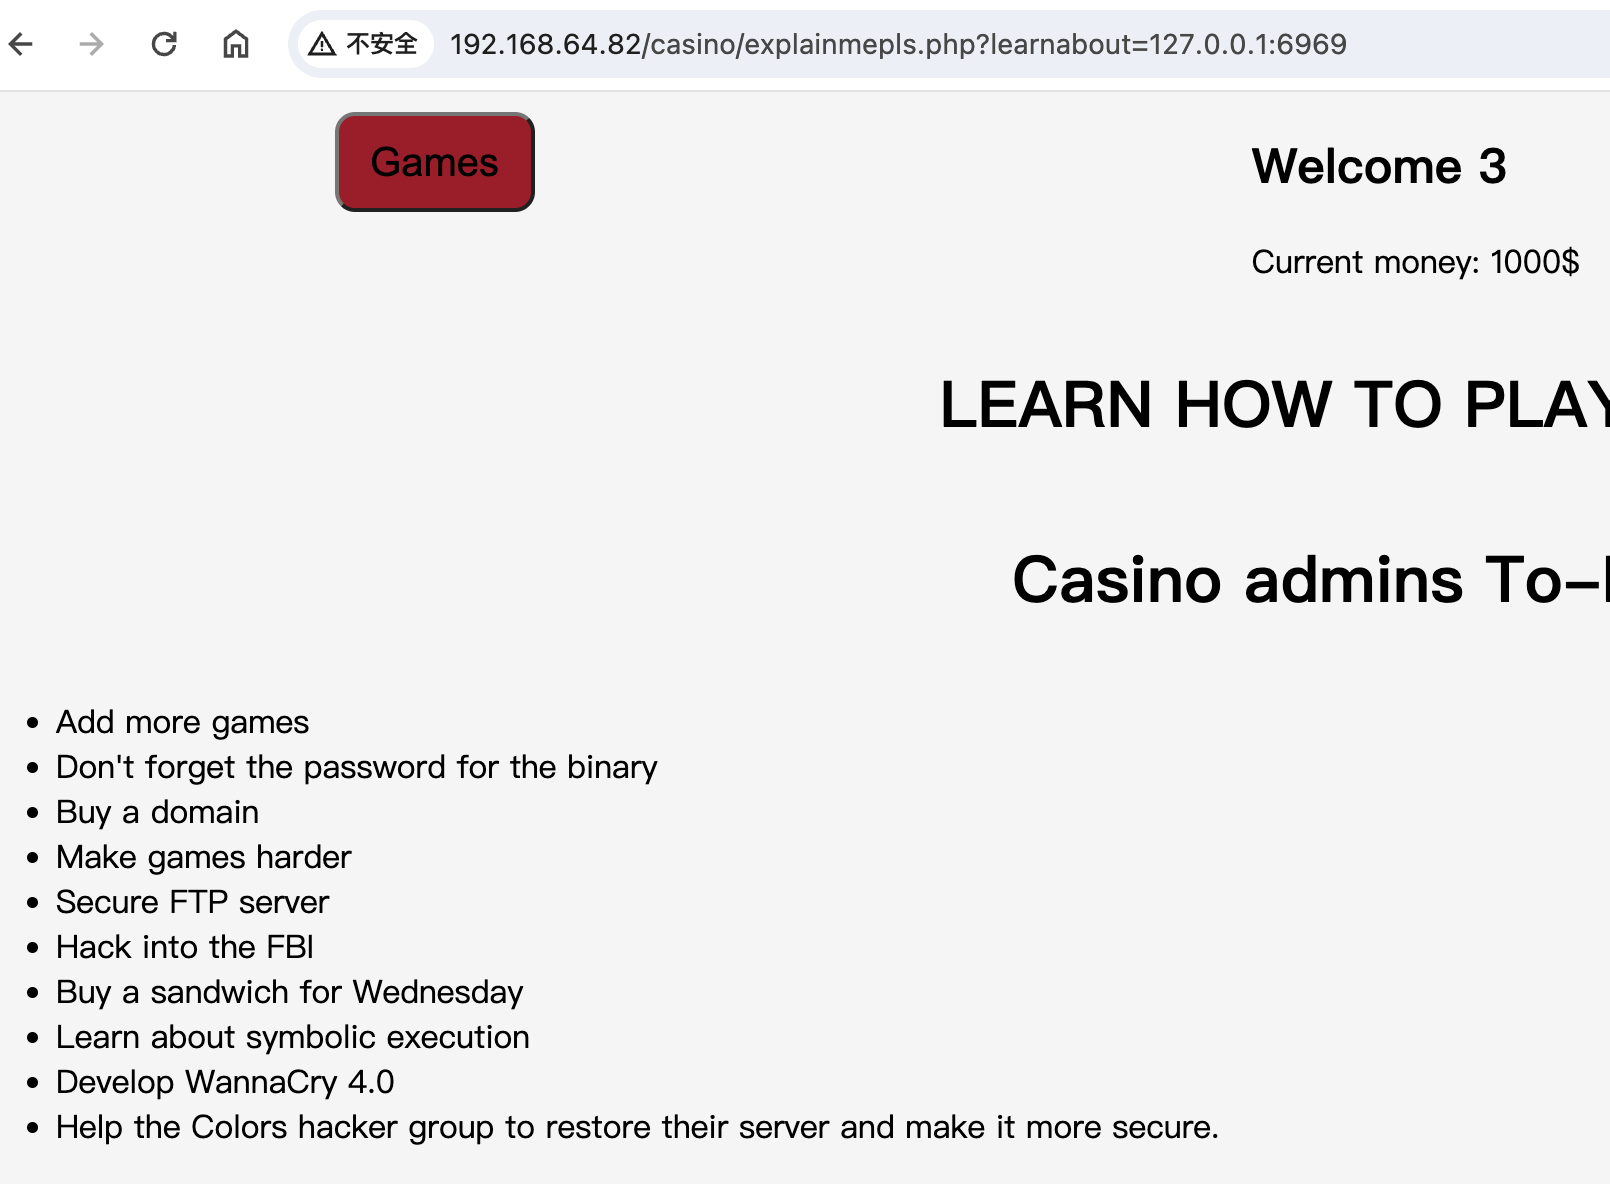 不安全 192.168.64.82/casino/explainmepls.php?learnabout=127.0.0.1:6969
Games
Welcome 3
Current money: 1000$
LEARN HOW TO PLAY
Casino admins To-
Add more games
Don't forget the password for the binary
Buy a domain
Make games harder
Secure FTP server
Hack into the FBI
Buy a sandwich for Wednesday
Learn about symbolic execution
Develop WannaCry 4.0
Help the Colors hacker group to restore their server and make it more secure.